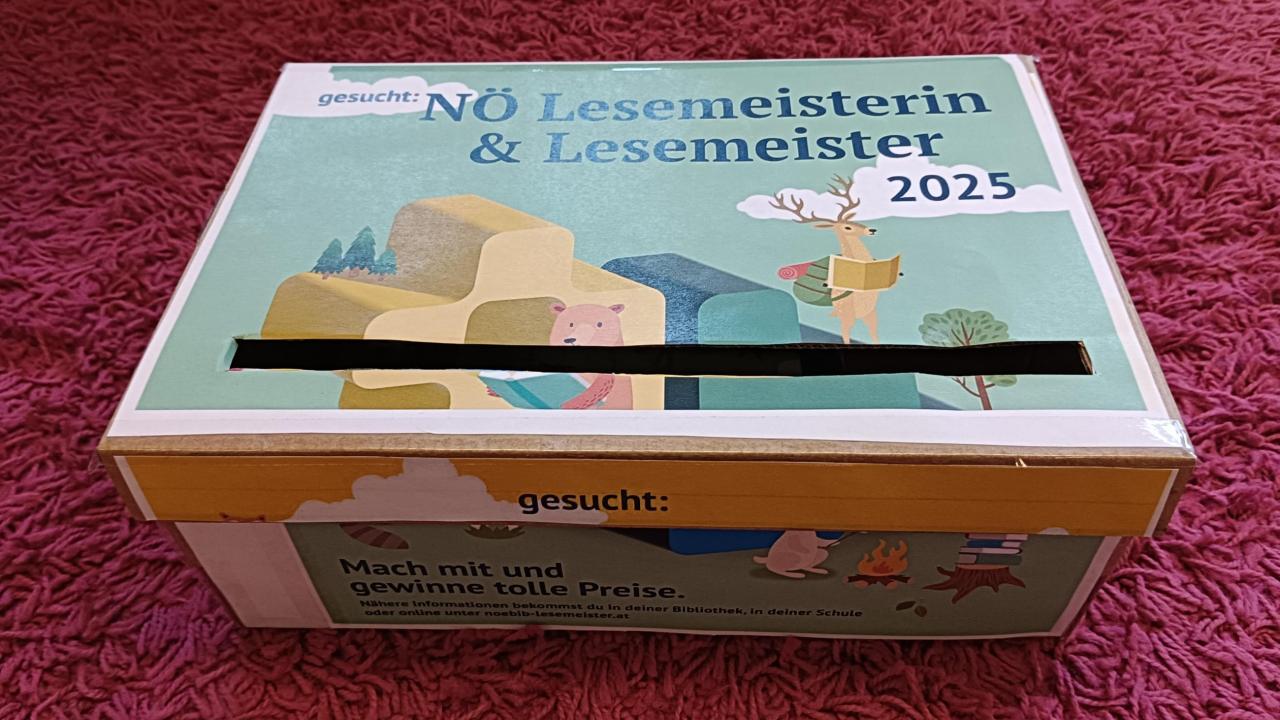 gesucht: NÖ Lesemeisterin
& Lesemeister
2025
gesucht:
Mach mit und
gewinne tolle Preise.
Nähere Informationen bekommst du in deiner Bibliothek, in deiner Schule
oder online unter noebib-lesemeister.at